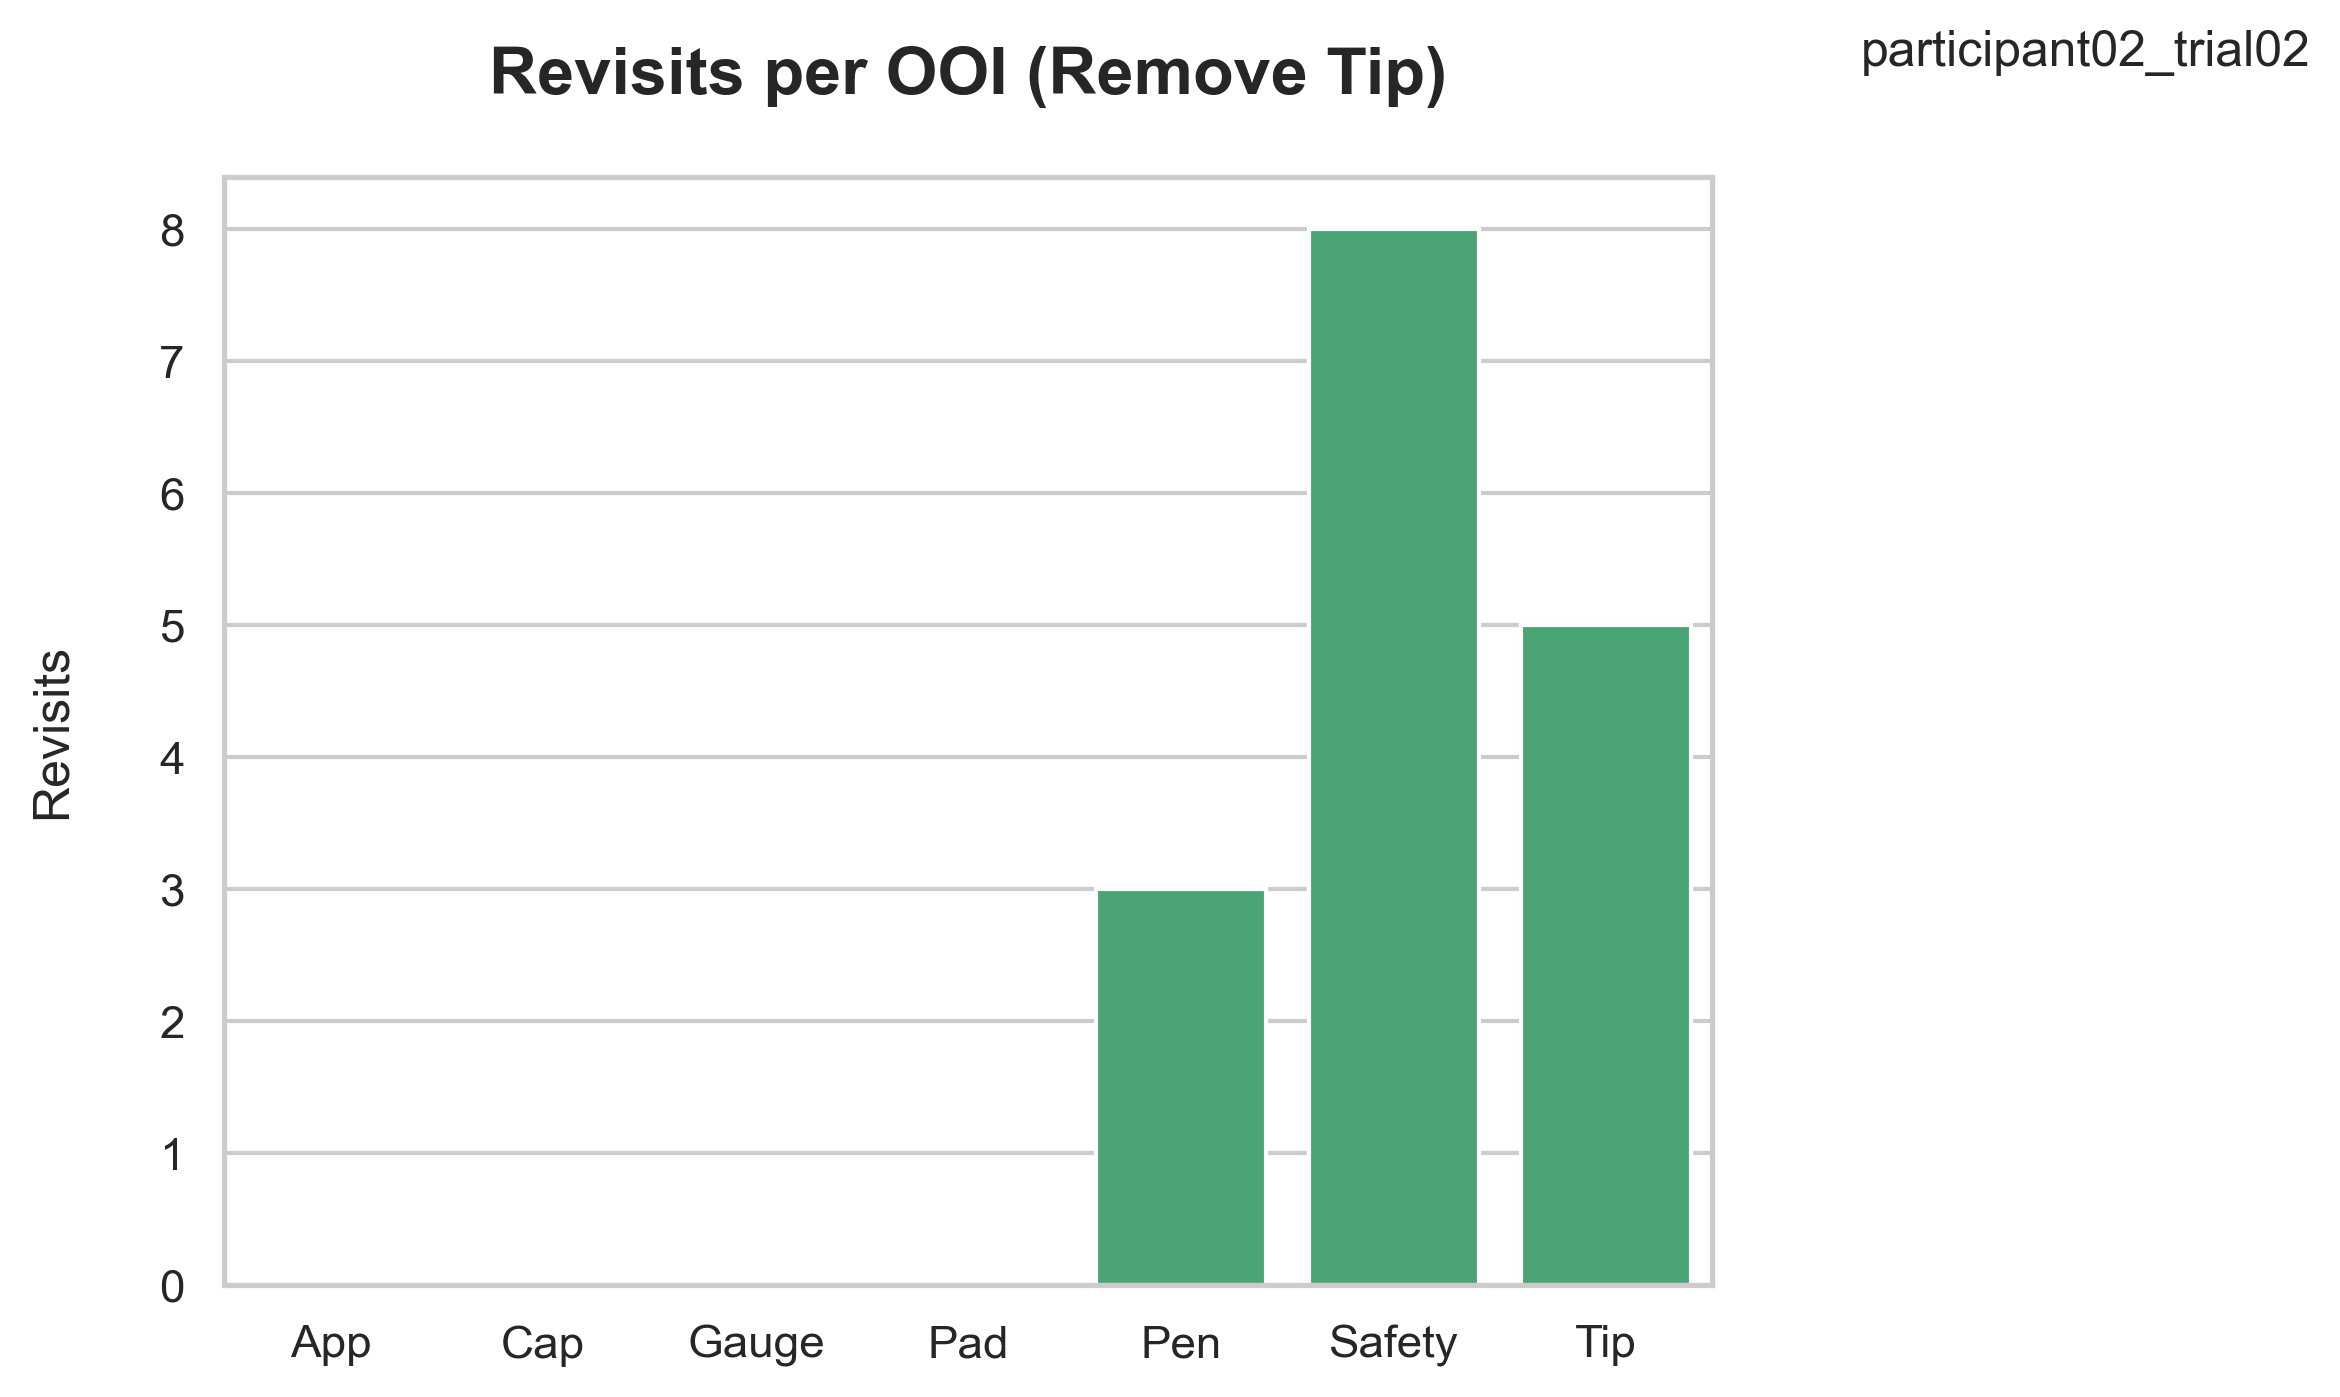 participant02_trial02
Revisits per OOI (Remove Tip)
Revisits
8
7
6
5
4
3
2
1
0
App Cap Gauge Pad Pen Safety Tip